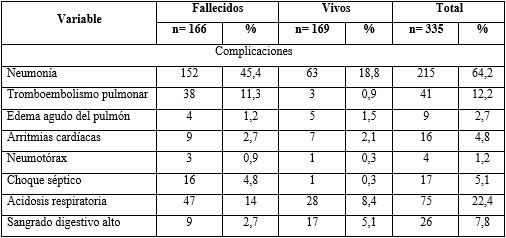 Variable Fallecidos Vivos Total
n= 166 % n= 169 % n= 335 %
Complicaciones
Neumonía 152 45,4 63 18,8 215 64,2
Tromboembolismo pulmonar 38 11,3 3 0,9 41 12,2
Edema agudo del pulmón 4 1,2 5 1,5 9 2,7
Arritmias cardíacas 9 2,7 7 2,1 16 4,8
Neumotórax 3 0,9 1 0,3 4 1,2
Choque séptico 16 4,8 1 0,3 17 5,1
Acidosis respiratoria 47 14 28 8,4 75 22,4
Sangrado digestivo alto 9 2,7 17 5,1 26 7,8